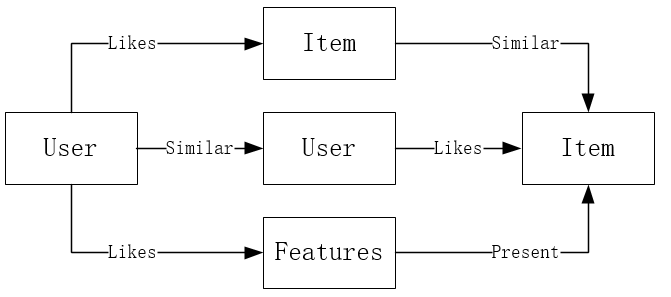 Likes
Item
Similar
User
Similar
User
Likes
Item
Likes
Features
Present